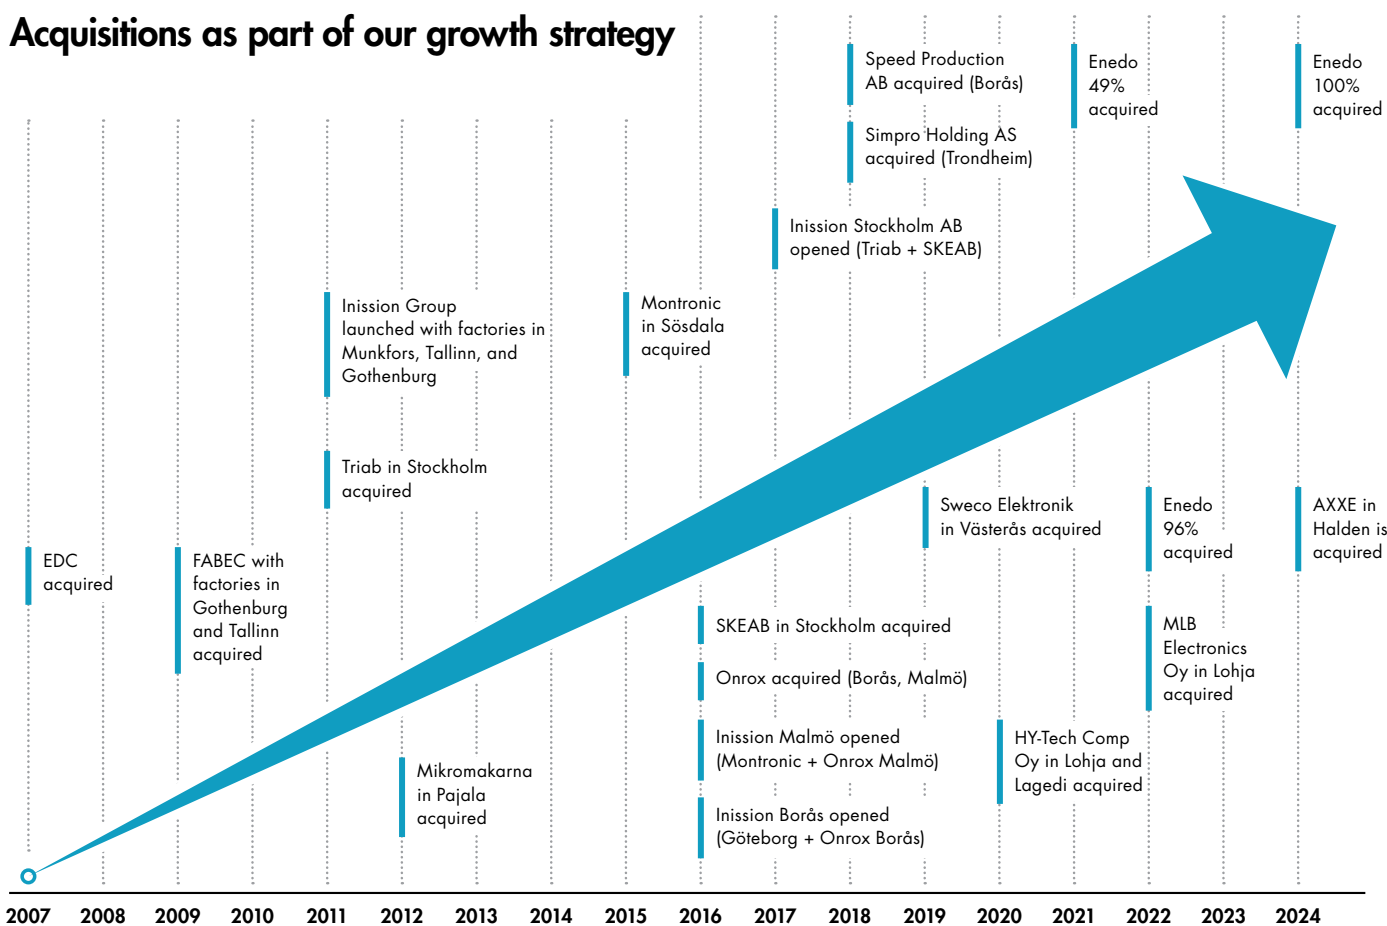 Acquisitions as part of our growth strategy
Speed Production
AB acquired (Borås)
Enedo
49%
acquired
Enedo
100%
acquired
Simpro Holding AS
acquired (Trondheim)
Inission Stockholm AB
opened (Triab + SKEAB)
Inission Group
launched with factories in
Munkfors, Tallinn, and
Gothenburg
Montronic
in Sösdala
acquired
Triab in Stockholm
acquired
Sweco Elektronik
in Västerås acquired
Enedo
96%
acquired
AXXE in
Halden is
acquired
EDC
acquired
FABEC with
factories in
Gothenburg
and Tallinn
acquired
SKEAB in Stockholm acquired
MLB
Electronics
Oy in Lohja
acquired
Onrox acquired (Borås, Malmö)
Inission Malmö opened
(Montronic + Onrox Malmö)
HY-Tech Comp
Oy in Lohja and
Lagedi acquired
Mikromakarna
in Pajala
acquired
Inission Borås opened
(Göteborg + Onrox Borås)
2007 2008 2009 2010 2011 2012 2013 2014 2015 2016 2017 2018 2019 2020 2021 2022 2023 2024